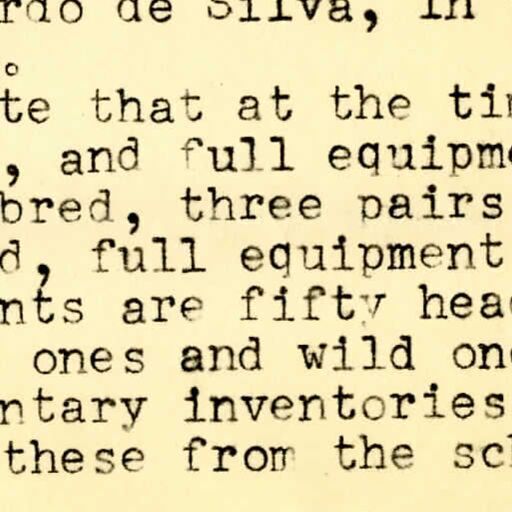 rdo de Silva, in
te that at the ti
, and full equipm
bred, three pairs
d, full equipment
nts are fifty hea
ones and wild on
ntary inventories
these from the sc